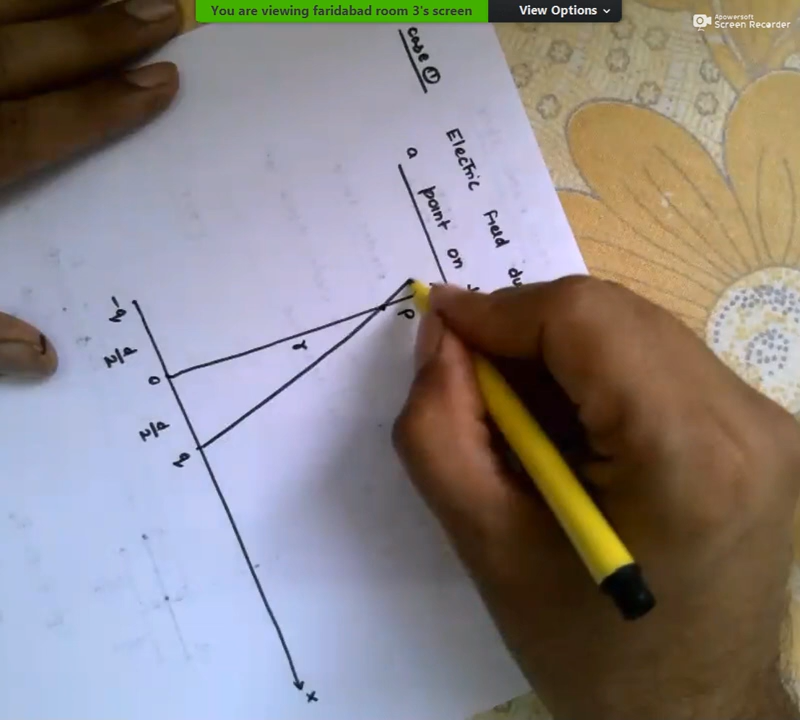 You are viewing faridabad room 3's screen
View Options
Apowersoft
Screen Recorder
case ①
Electric Field du
a point on
P
r
-q
d/2
o
d/2
q
x